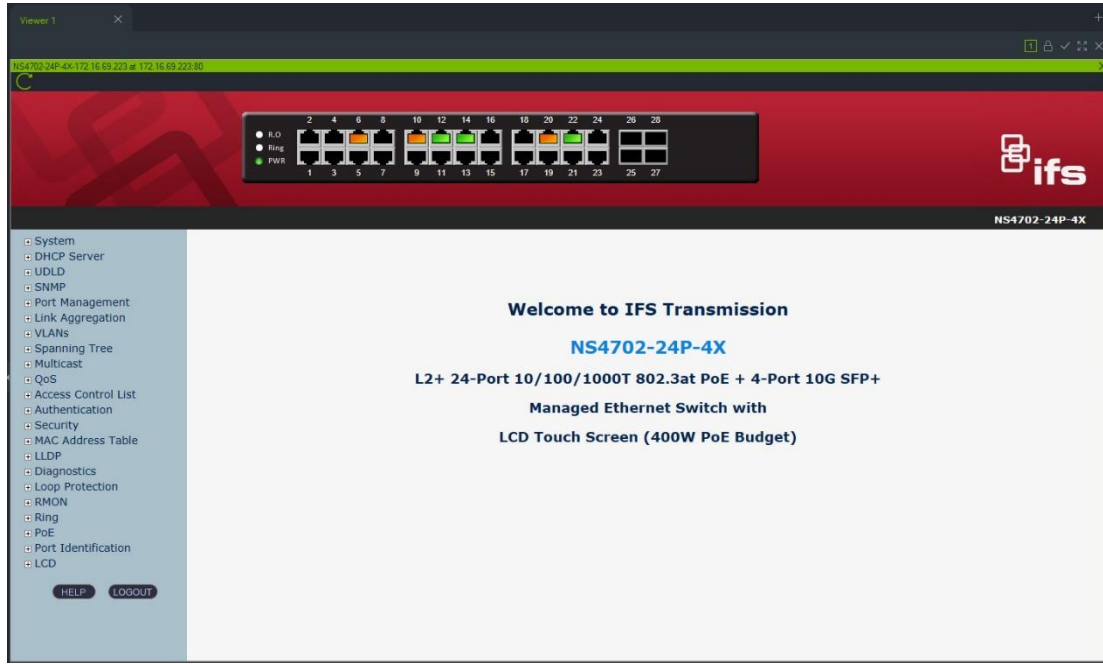 Viewer 1
1
NS4702-24P-4X-172.16.69.223 at 172.16.69.223:80
2 4 6 8 10 12 14 16 18 20 22 24 26 28
R.O
Ring
PWR
1 3 5 7 9 11 13 15 17 19 21 23 25 27
ifs
NS4702-24P-4X
System
DHCP Server
UDLD
SNMP
Port Management
Link Aggregation
VLANs
Spanning Tree
Multicast
QoS
Access Control List
Authentication
Security
MAC Address Table
LLDP
Diagnostics
Loop Protection
RMON
Ring
PoE
Port Identification
LCD
HELP LOGOUT
Welcome to IFS Transmission
NS4702-24P-4X
L2+ 24-Port 10/100/1000T 802.3at PoE + 4-Port 10G SFP+
Managed Ethernet Switch with
LCD Touch Screen (400W PoE Budget)